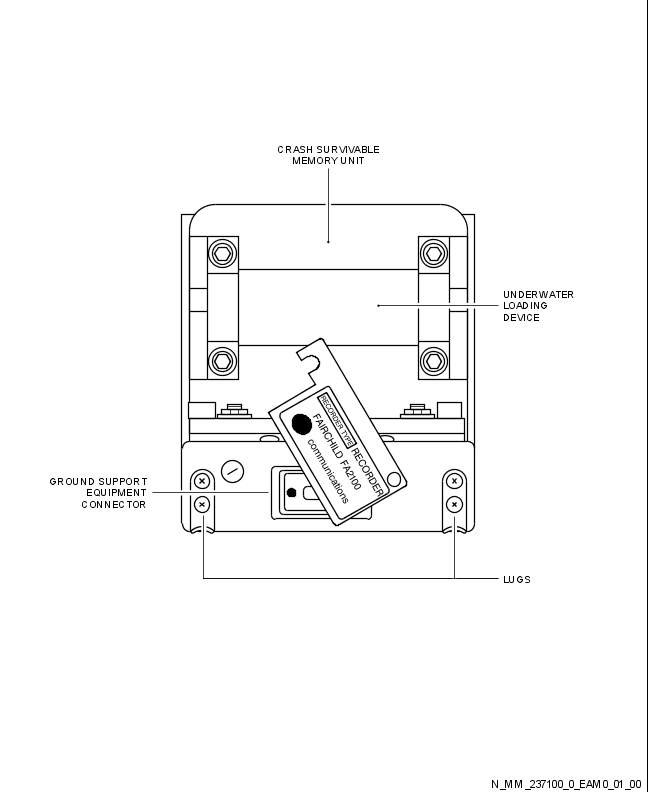 CRASH SURVIVABLE
MEMORY UNIT
UNDERWATER
LOADING
DEVICE
RECORDER TYPE
RECORDER
FAIRCHILD FA2100
communications
GROUND SUPPORT
EQUIPMENT
CONNECTOR
LUGS
N_MM_237100_0_EAM0_01_00